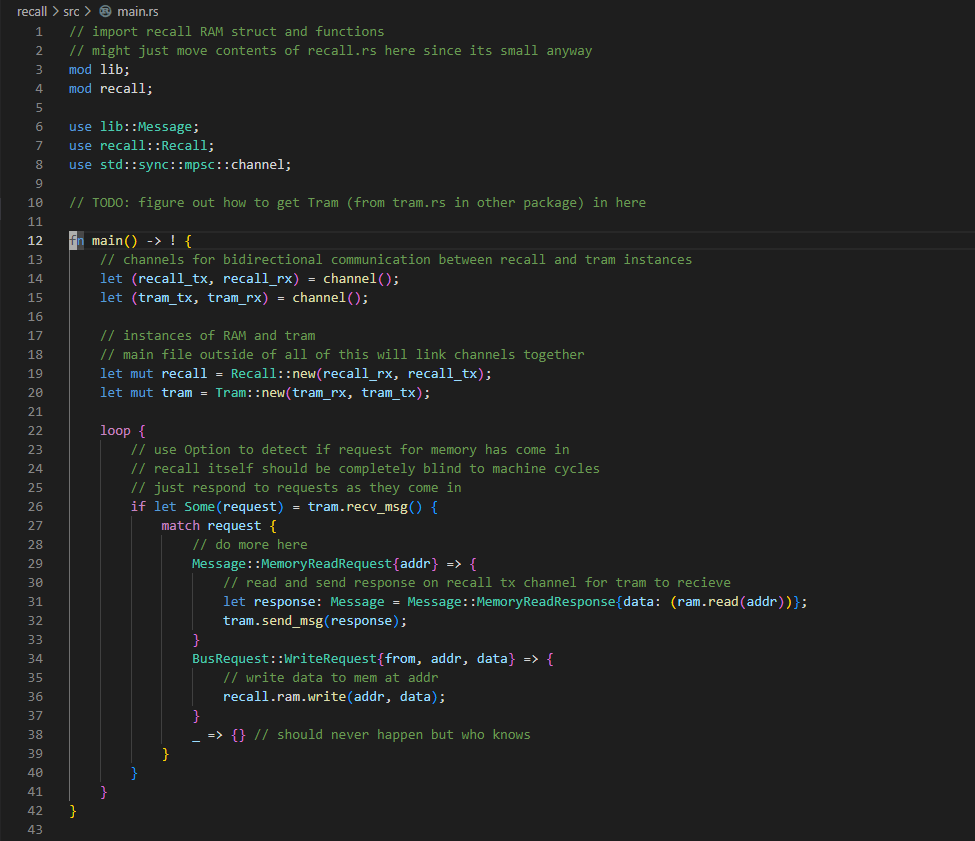 recall > src > main.rs
1 // import recall RAM struct and functions
2 // might just move contents of recall.rs here since its small anyway
3 mod lib;
4 mod recall;
5
6 use lib::Message;
7 use recall::Recall;
8 use std::sync::mpsc::channel;
9
10 // TODO: figure out how to get Tram (from tram.rs in other package) in here
11
12 fn main() -> ! {
13     // channels for bidirectional communication between recall and tram instances
14     let (recall_tx, recall_rx) = channel();
15     let (tram_tx, tram_rx) = channel();
16
17     // instances of RAM and tram
18     // main file outside of all of this will link channels together
19     let mut recall = Recall::new(recall_rx, recall_tx);
20     let mut tram = Tram::new(tram_rx, tram_tx);
21
22     loop {
23         // use Option to detect if request for memory has come in
24         // recall itself should be completely blind to machine cycles
25         // just respond to requests as they come in
26         if let Some(request) = tram.recv_msg() {
27             match request {
28                 // do more here
29                 Message::MemoryReadRequest{addr} => {
30                     // read and send response on recall tx channel for tram to recieve
31                     let response: Message = Message::MemoryReadResponse{data: (ram.read(addr))};
32                     tram.send_msg(response);
33                 }
34                 BusRequest::WriteRequest{from, addr, data} => {
35                     // write data to mem at addr
36                     recall.ram.write(addr, data);
37                 }
38                 _ => {} // should never happen but who knows
39             }
40         }
41     }
42 }
43